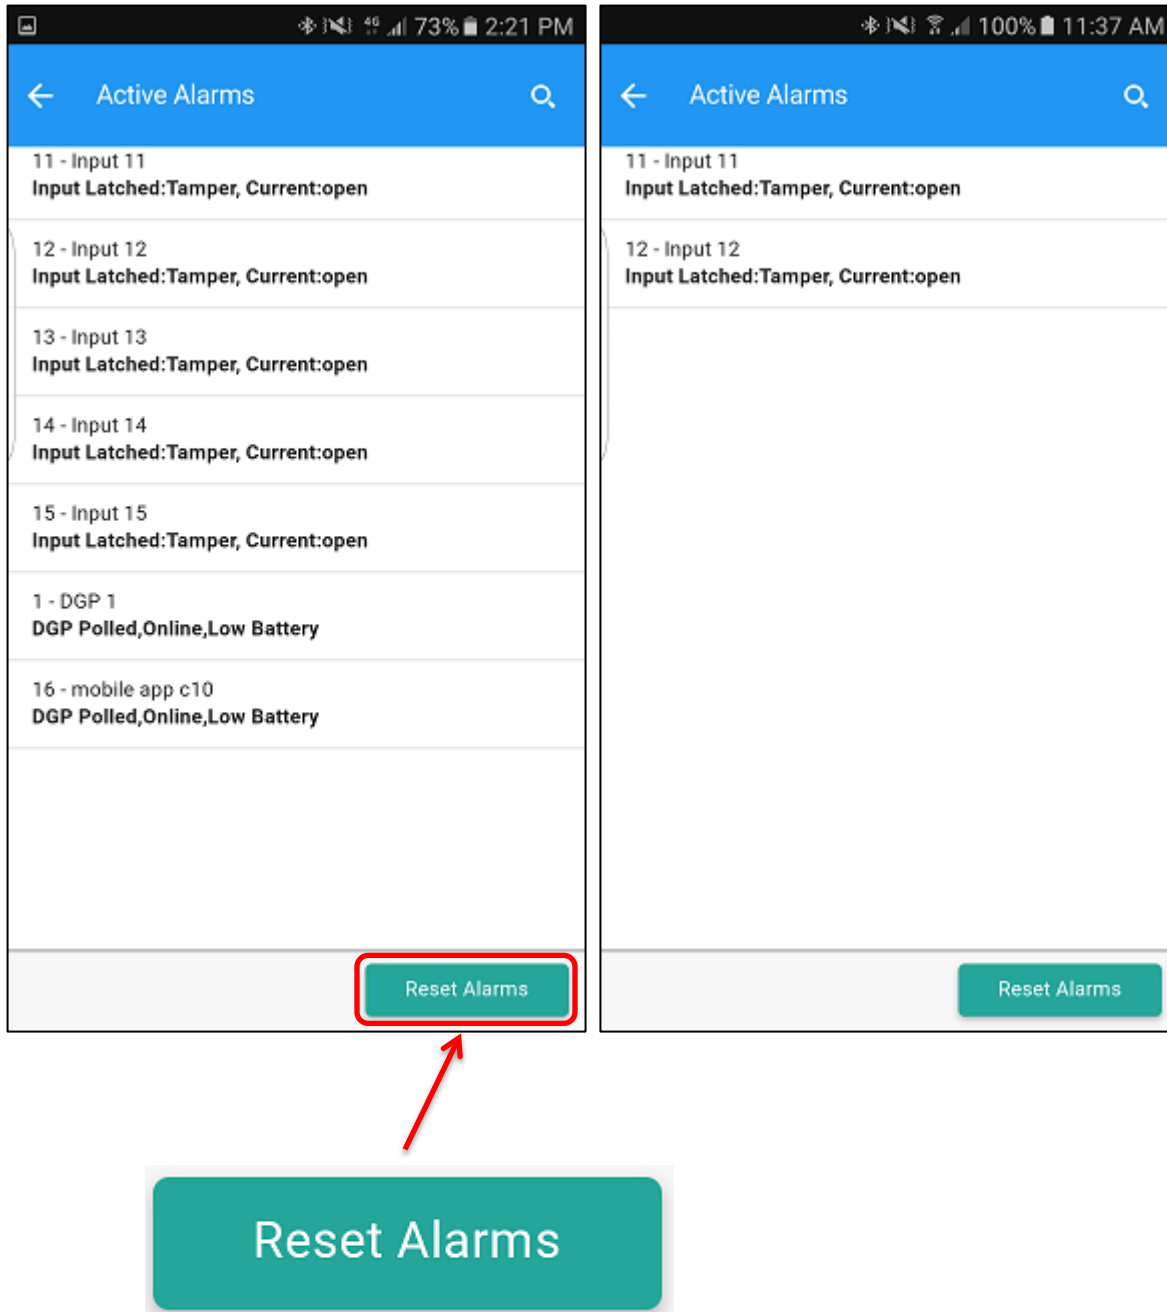 73% 2:21 PM
Active Alarms
11 - Input 11
Input Latched:Tamper, Current:open
12 - Input 12
Input Latched:Tamper, Current:open
13 - Input 13
Input Latched:Tamper, Current:open
14 - Input 14
Input Latched:Tamper, Current:open
15 - Input 15
Input Latched:Tamper, Current:open
1 - DGP 1
DGP Polled,Online,Low Battery
16 - mobile app c10
DGP Polled,Online,Low Battery
Reset Alarms
100% 11:37 AM
Active Alarms
11 - Input 11
Input Latched:Tamper, Current:open
12 - Input 12
Input Latched:Tamper, Current:open
Reset Alarms
Reset Alarms